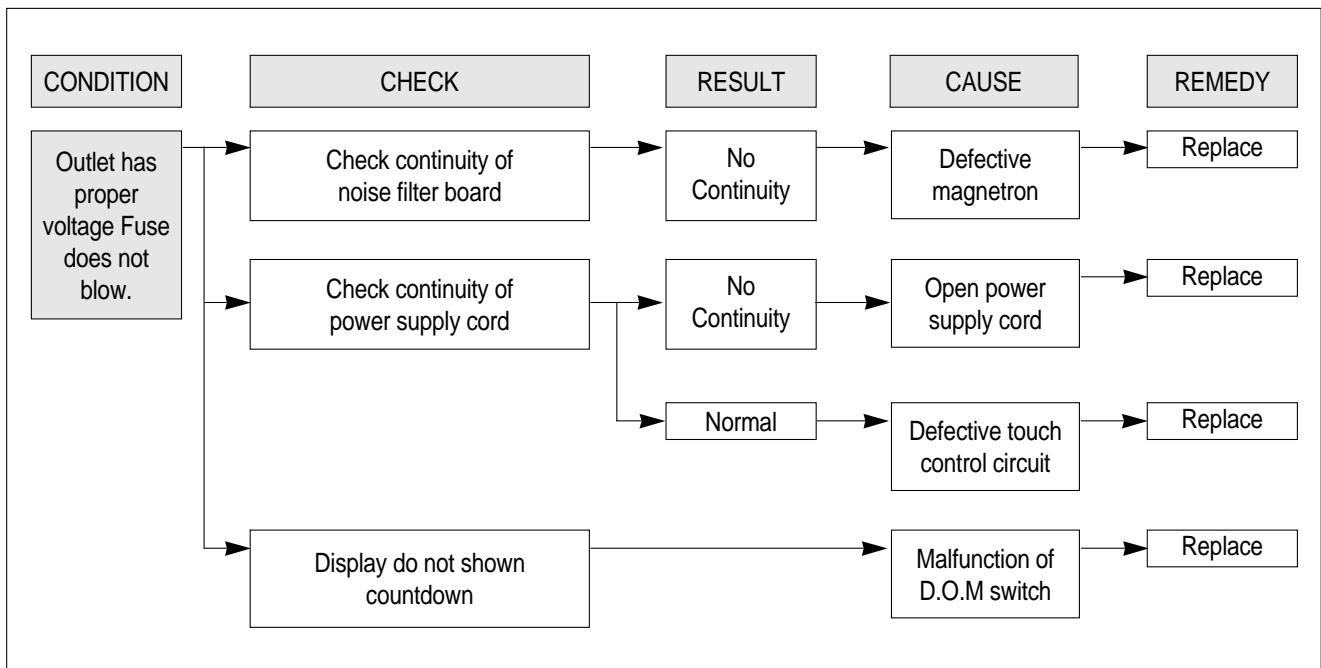 CONDITION
CHECK
RESULT
CAUSE
REMEDY
Outlet has
proper
voltage Fuse
does not
blow.
Check continuity of
noise filter board
No
Continuity
Defective
magnetron
Replace
Check continuity of
power supply cord
No
Continuity
Open power
supply cord
Replace
Normal
Defective touch
control circuit
Replace
Display do not shown
countdown
Malfunction of
D.O.M switch
Replace